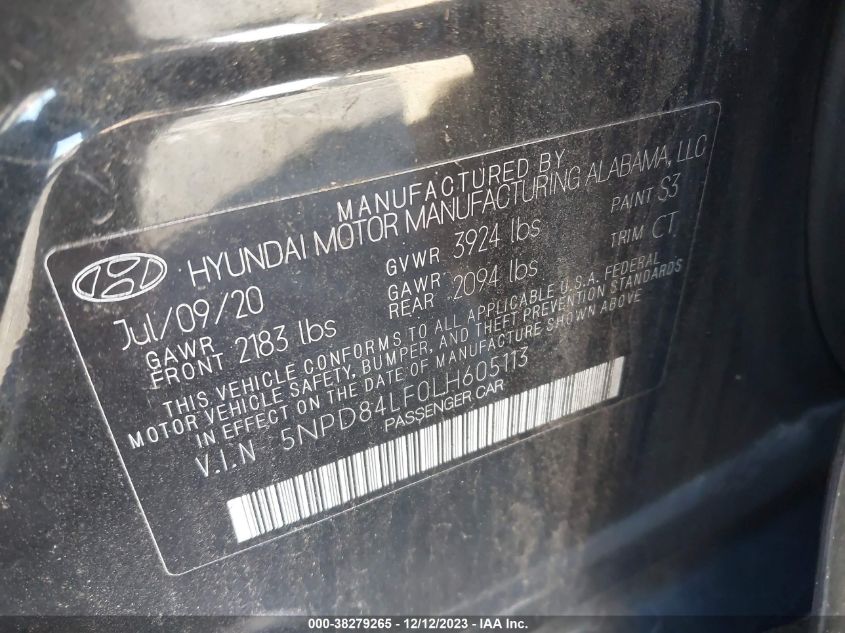 MANUFACTURED BY
HYUNDAI MOTOR MANUFACTURING ALABAMA, LLC
Jul/09/20 GVWR 3924 lbs PAINT S3
GAWR FRONT 2183 lbs GAWR REAR 2094 lbs TRIM CT
THIS VEHICLE CONFORMS TO ALL APPLICABLE U.S.A. FEDERAL
MOTOR VEHICLE SAFETY, BUMPER, AND THEFT PREVENTION STANDARDS
IN EFFECT ON THE DATE OF MANUFACTURE SHOWN ABOVE
V.I.N 5NPD84LF0LH605113
PASSENGER CAR
000-38279265 - 12/12/2023 - IAA Inc.